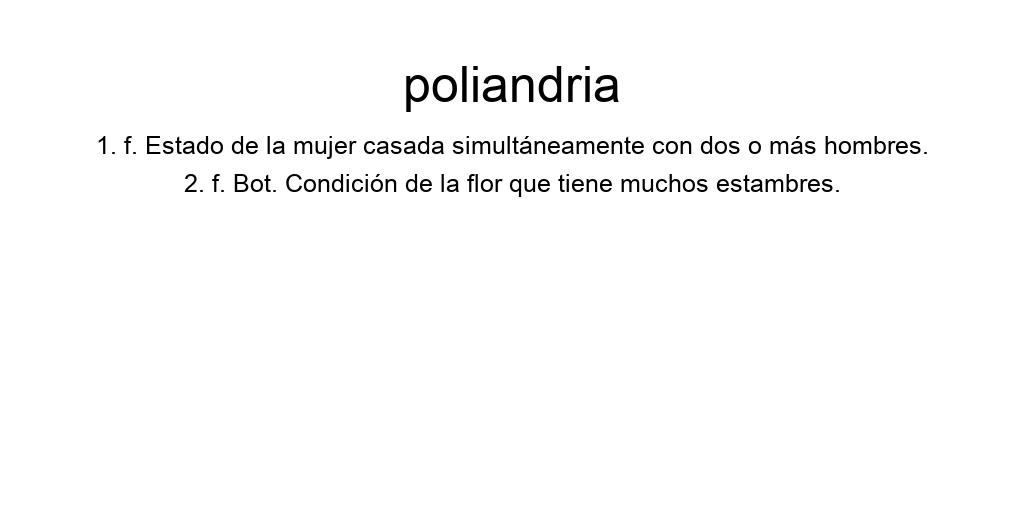 poliandria
1. f. Estado de la mujer casada simultáneamente con dos o más hombres.
2. f. Bot. Condición de la flor que tiene muchos estambres.